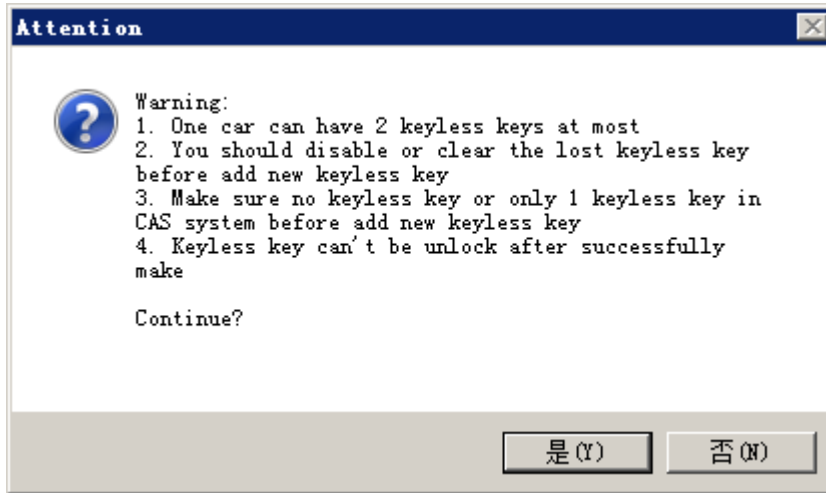 Attention
Warning:
1. One car can have 2 keyless keys at most
2. You should disable or clear the lost keyless key
before add new keyless key
3. Make sure no keyless key or only 1 keyless key in
CAS system before add new keyless key
4. Keyless key can't be unlock after successfully
make
Continue?
是(Y)
否(N)